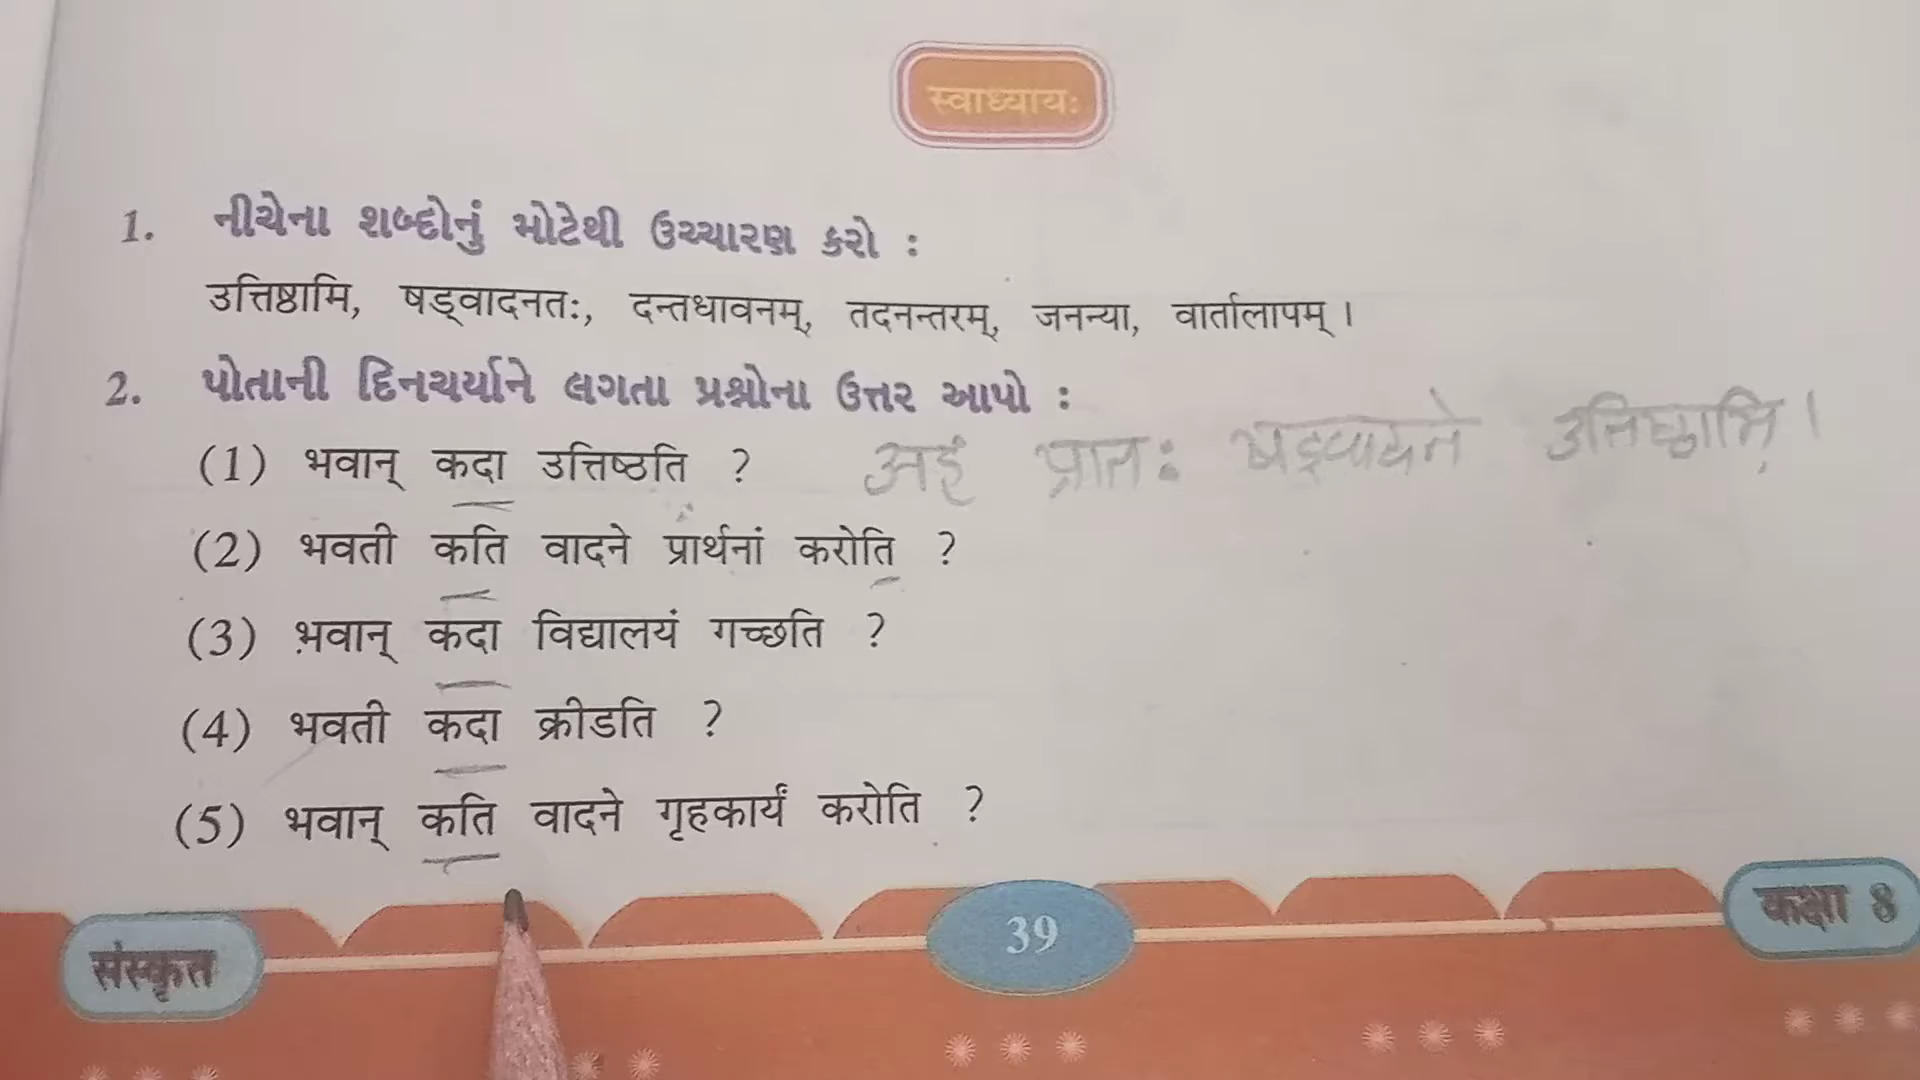 स्वाध्यायः
1. નીચેના શબ્દોનું મોટેથી ઉચ્ચારણ કરો :
उत्तिष्ठामि, षड्वादनतः, दन्तधावनम्, तदनन्तरम्, जनन्या, वार्तालापम् ।
2. પોતાની દિનચર્યાને લગતા પ્રશ્નોના ઉત્તર આપો :
(1) भवान् कदा उत्तिष्ठति ? अहं प्रातः षड्वादने उत्तिष्ठामि ।
(2) भवती कति वादने प्रार्थनां करोति ?
(3) भवान् कदा विद्यालयं गच्छति ?
(4) भवती कदा क्रीडति ?
(5) भवान् कति वादने गृहकार्यं करोति ?
संस्कृत 39 कक्षा 8